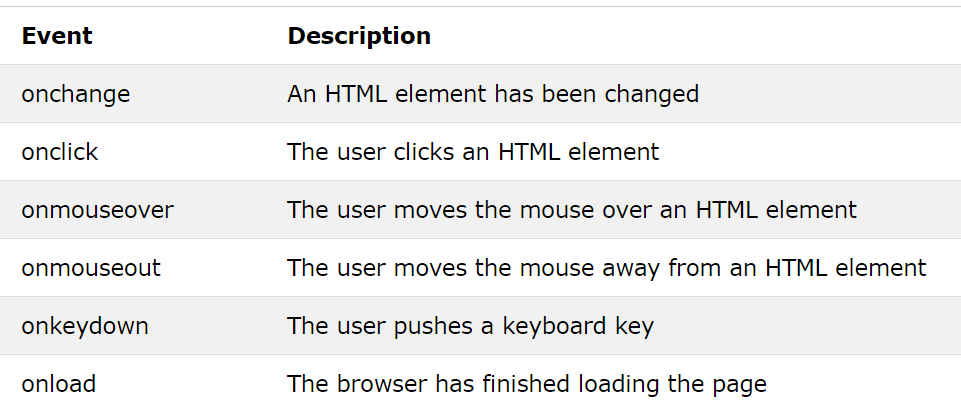 Event Description
onchange An HTML element has been changed
onclick The user clicks an HTML element
onmouseover The user moves the mouse over an HTML element
onmouseout The user moves the mouse away from an HTML element
onkeydown The user pushes a keyboard key
onload The browser has finished loading the page